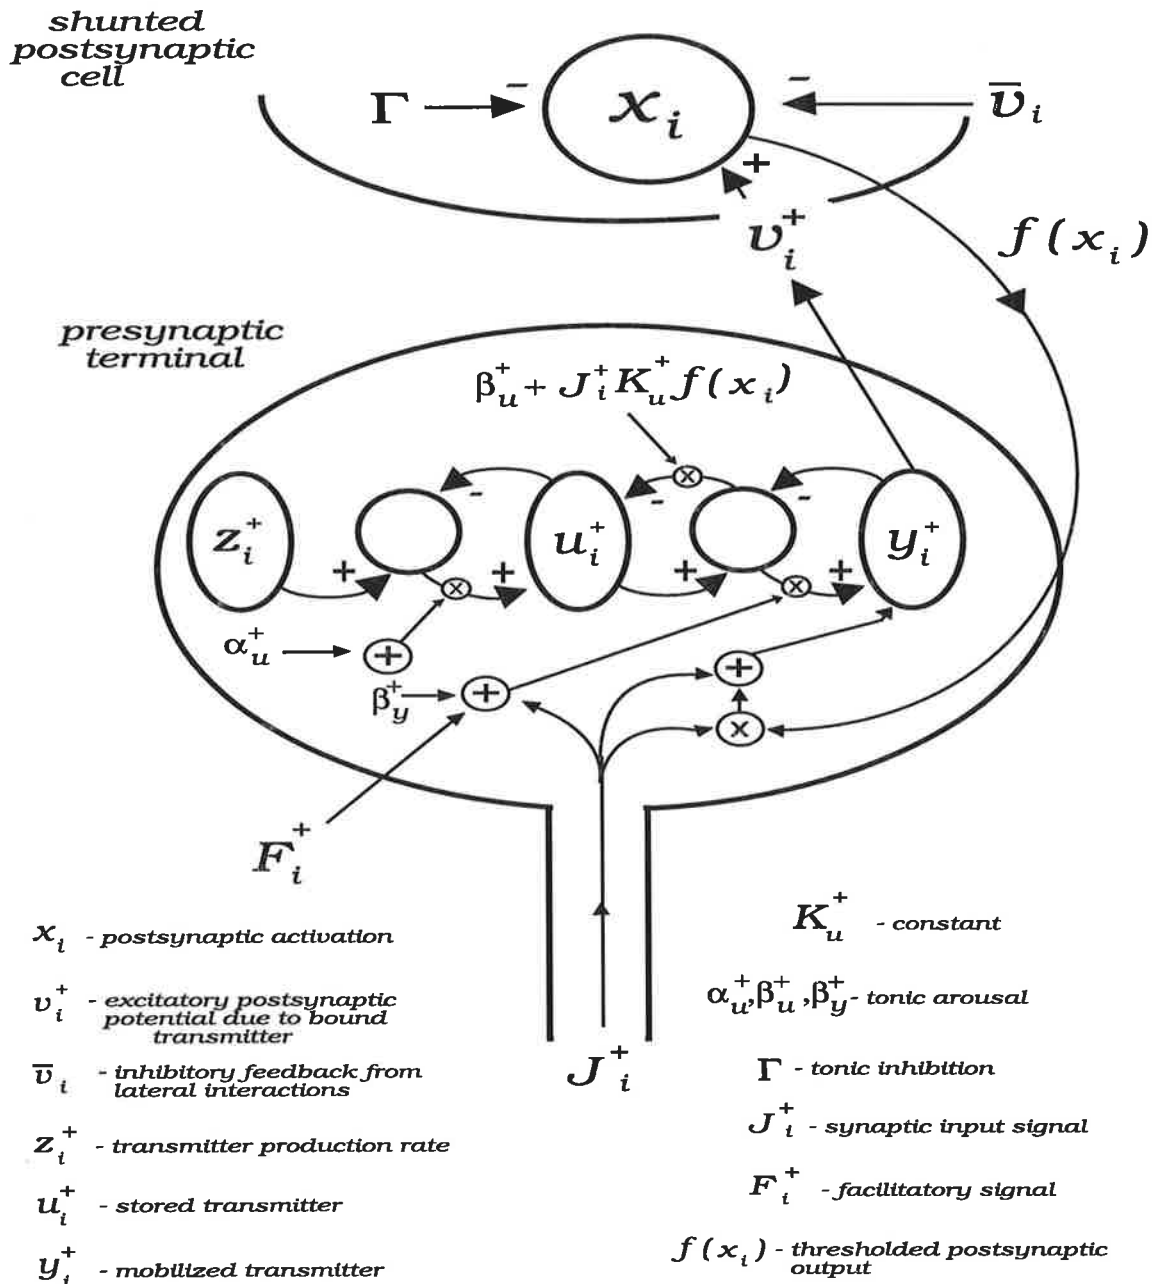 shunted
postsynaptic
cell
Γ
−
x_i
−
v̅_i
+
v_i^+
f(x_i)
presynaptic
terminal
β_u^+ + J_i^+ K_u^+ f(x_i)
x
-
-
-
z_i^+
u_i^+
y_i^+
+
+
+
+
x
x
α_u^+
+
β_y^+
+
+
x
F_i^+
J_i^+
x_i - postsynaptic activation
v_i^+ - excitatory postsynaptic
potential due to bound
transmitter
v̅_i - inhibitory feedback from
lateral interactions
z_i^+ - transmitter production rate
u_i^+ - stored transmitter
y_i^+ - mobilized transmitter
K_u^+ - constant
α_u^+, β_u^+, β_y^+ - tonic arousal
Γ - tonic inhibition
J_i^+ - synaptic input signal
F_i^+ - facilitatory signal
f(x_i) - thresholded postsynaptic
output